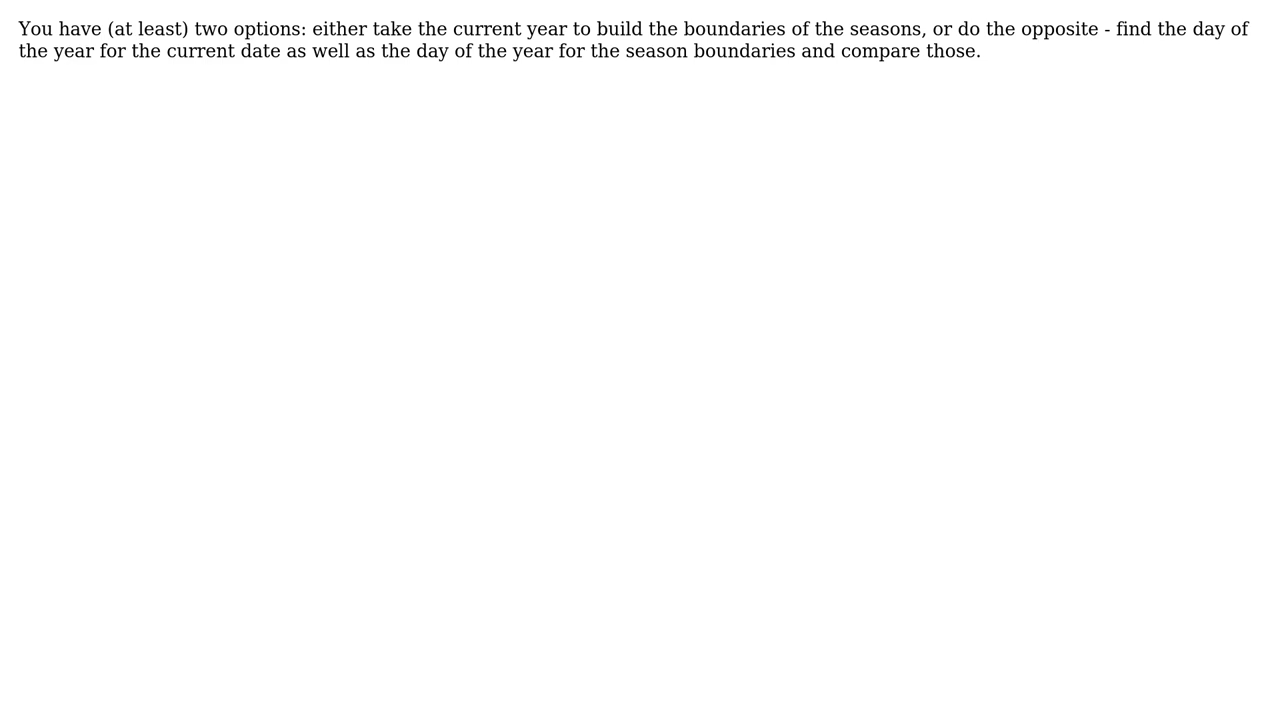 You have (at least) two options: either take the current year to build the boundaries of the seasons, or do the opposite - find the day of
the year for the current date as well as the day of the year for the season boundaries and compare those.